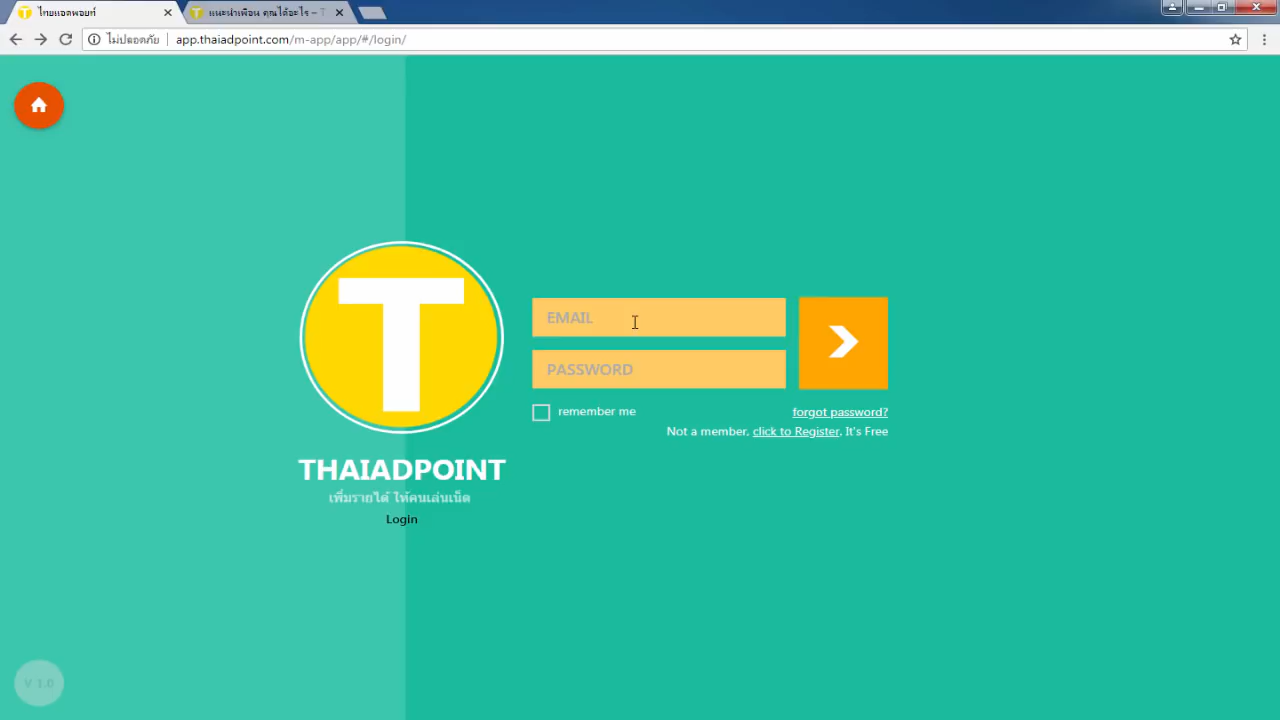 ไทยแอดพอยท์
แนะนำเพื่อน คุณได้อะไร – T
ไม่ปลอดภัย
app.thaiadpoint.com/m-app/app/#/login/
T
EMAIL
PASSWORD
remember me
forgot password?
Not a member. click to Register. It's Free
THAIADPOINT
เพิ่มรายได้ ให้คนเล่นเน็ต
Login
V 1.0